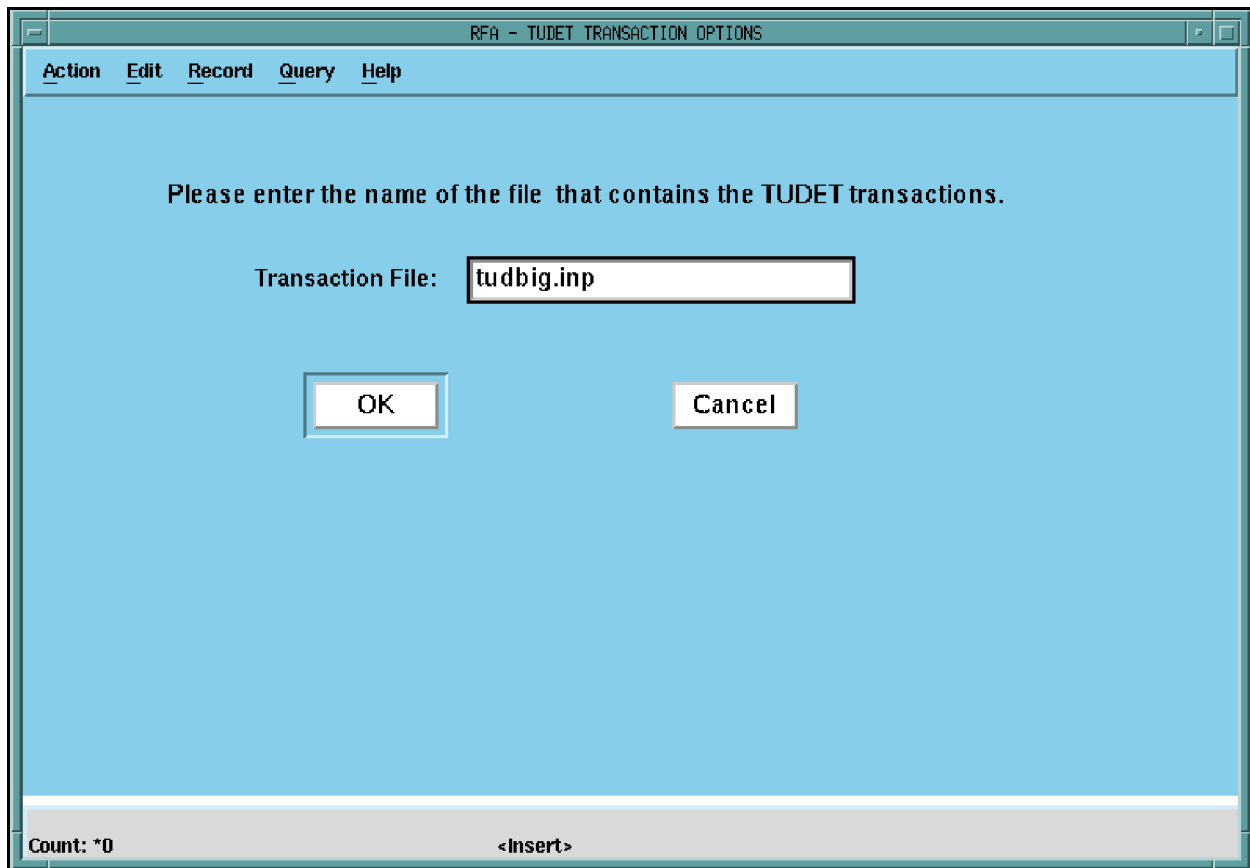 RFA - TUDET TRANSACTION OPTIONS
Action Edit Record Query Help
Please enter the name of the file that contains the TUDET transactions.
Transaction File: tudbig.inp
OK Cancel
Count: *0 <Insert>